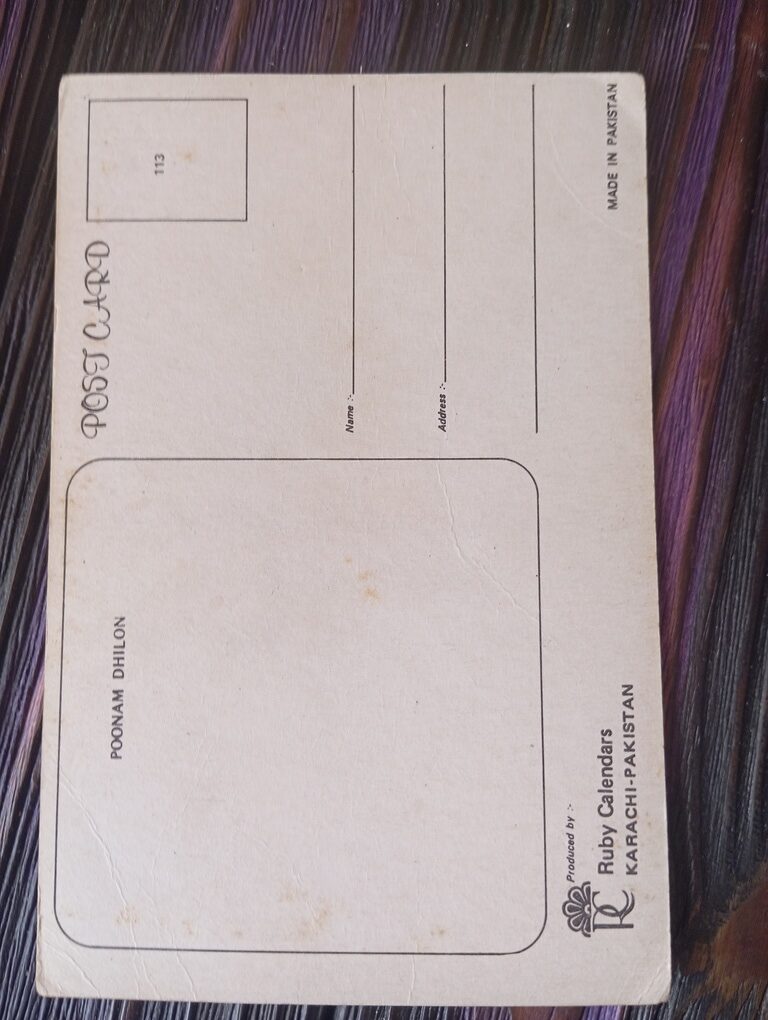 POONAM DHILON
POST CARD
113
Name :-
Address :-
Produced by :-
RC
Ruby Calendars
KARACHI-PAKISTAN
MADE IN PAKISTAN